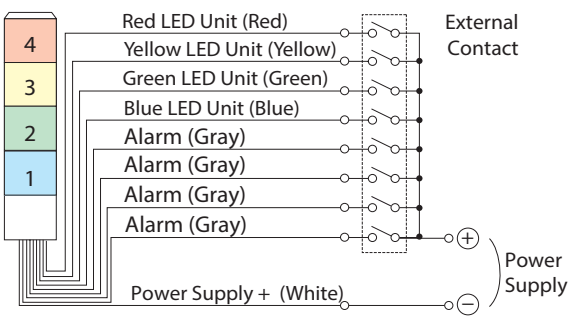 4
3
2
1
Red LED Unit (Red)
Yellow LED Unit (Yellow)
Green LED Unit (Green)
Blue LED Unit (Blue)
Alarm (Gray)
Alarm (Gray)
Alarm (Gray)
Alarm (Gray)
Power Supply + (White)
External
Contact
+
−
Power
Supply